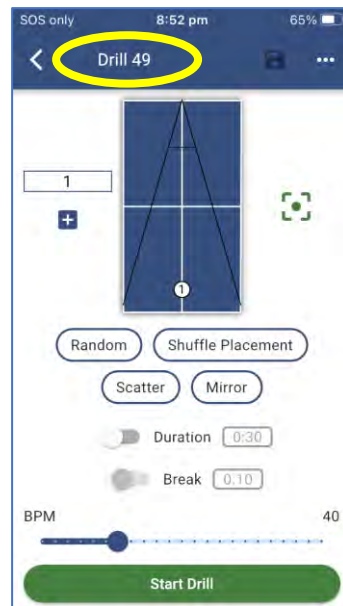 SOS only 8:52 pm 65%
Drill 49
1
1
Random Shuffle Placement
Scatter Mirror
Duration 0:30
Break 0:10
BPM 40
Start Drill